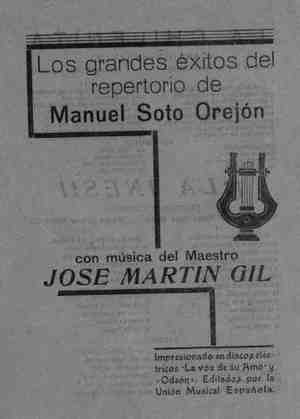 Los grandes éxitos del
repertorio de
Manuel Soto Orejón
con música del Maestro
JOSE MARTIN GIL
Impresionado en discos eléc-
tricos «La voz de su Amo» y
«Odeón». Editados por la
Unión Musical Española.